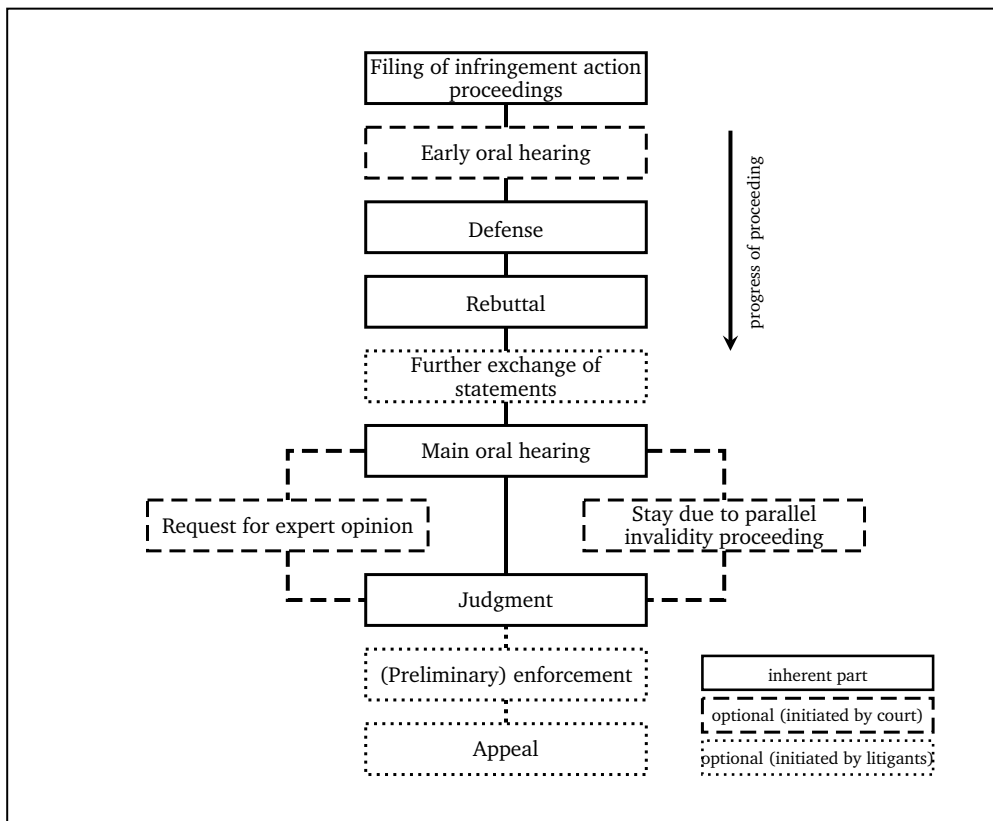 Filing of infringement action
proceedings
Early oral hearing
Defense
progress of proceeding
Rebuttal
Further exchange of
statements
Main oral hearing
Request for expert opinion
Stay due to parallel
invalidity proceeding
Judgment
(Preliminary) enforcement
Appeal
inherent part
optional (initiated by court)
optional (initiated by litigants)